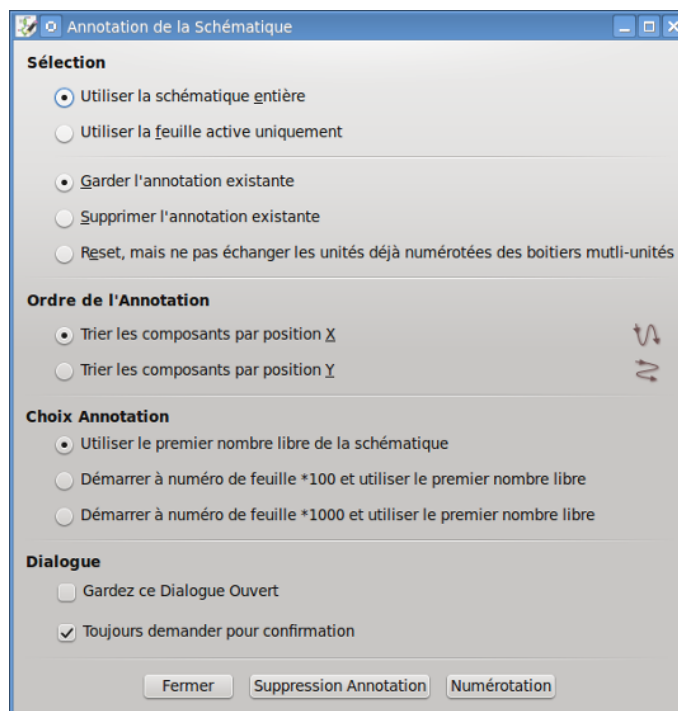 Annotation de la Schématique
Sélection
Utiliser la schématique entière
Utiliser la feuille active uniquement
Garder l'annotation existante
Supprimer l'annotation existante
Reset, mais ne pas échanger les unités déjà numérotées des boitiers mutli-unités
Ordre de l'Annotation
Trier les composants par position X
Trier les composants par position Y
Choix Annotation
Utiliser le premier nombre libre de la schématique
Démarrer à numéro de feuille *100 et utiliser le premier nombre libre
Démarrer à numéro de feuille *1000 et utiliser le premier nombre libre
Dialogue
Gardez ce Dialogue Ouvert
Toujours demander pour confirmation
Fermer Suppression Annotation Numérotation